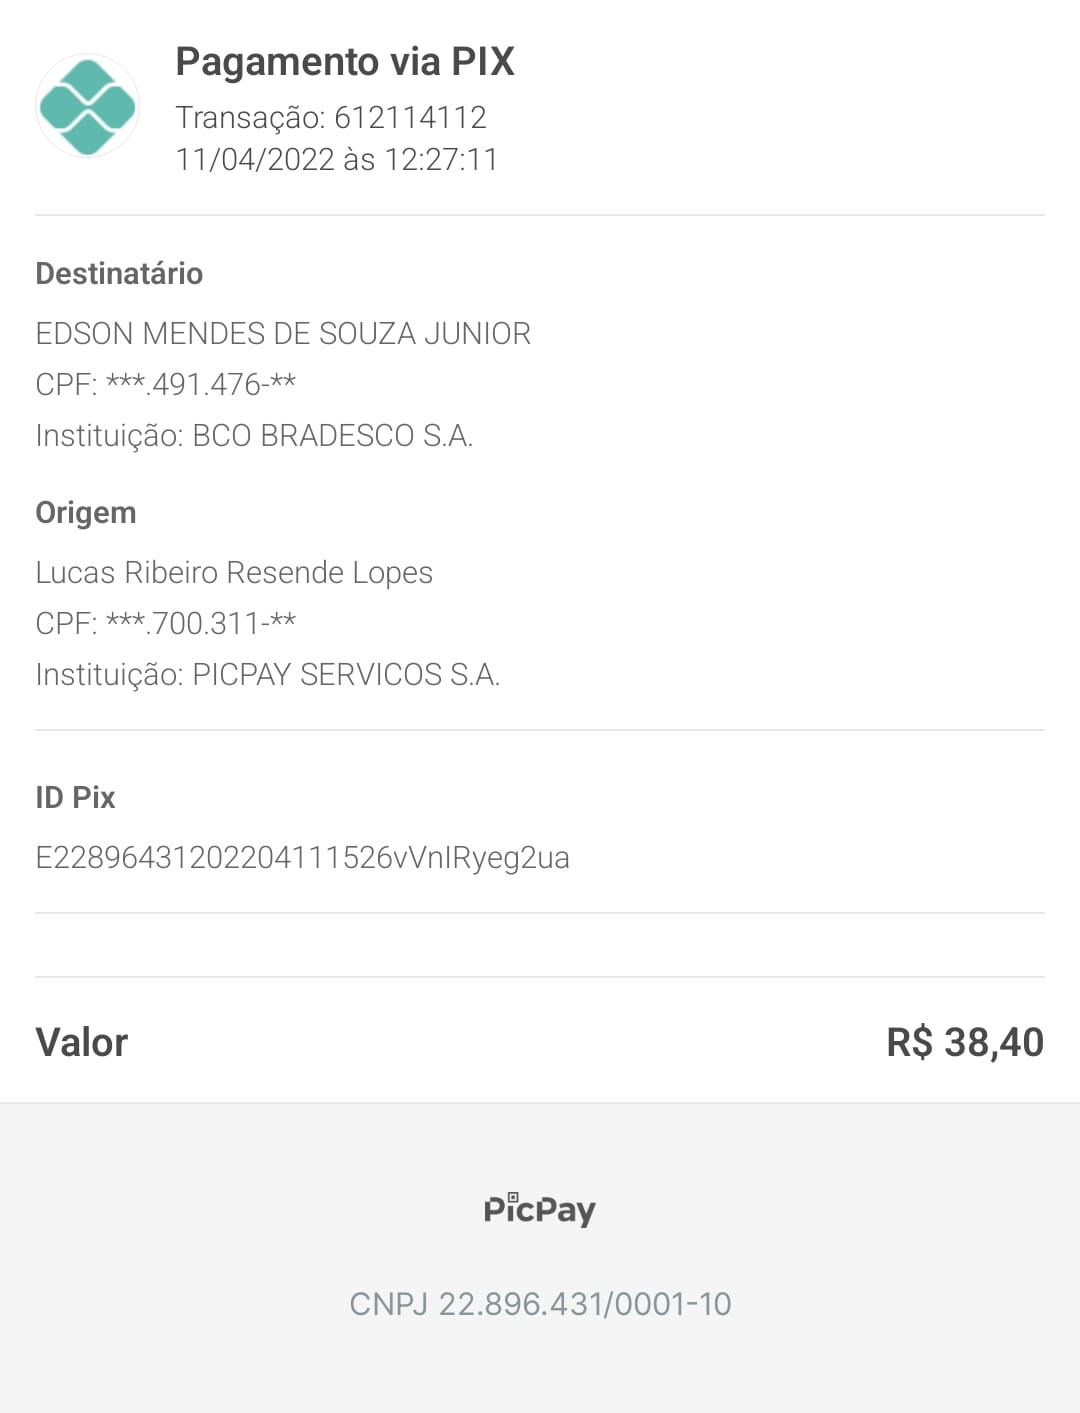 Pagamento via PIX
Transação: 612114112
11/04/2022 às 12:27:11
Destinatário
EDSON MENDES DE SOUZA JUNIOR
CPF: ***.491.476-**
Instituição: BCO BRADESCO S.A.
Origem
Lucas Ribeiro Resende Lopes
CPF: ***.700.311-**
Instituição: PICPAY SERVICOS S.A.
ID Pix
E22896431202204111526vVnlRyeg2ua
Valor R$ 38,40
PicPay
CNPJ 22.896.431/0001-10